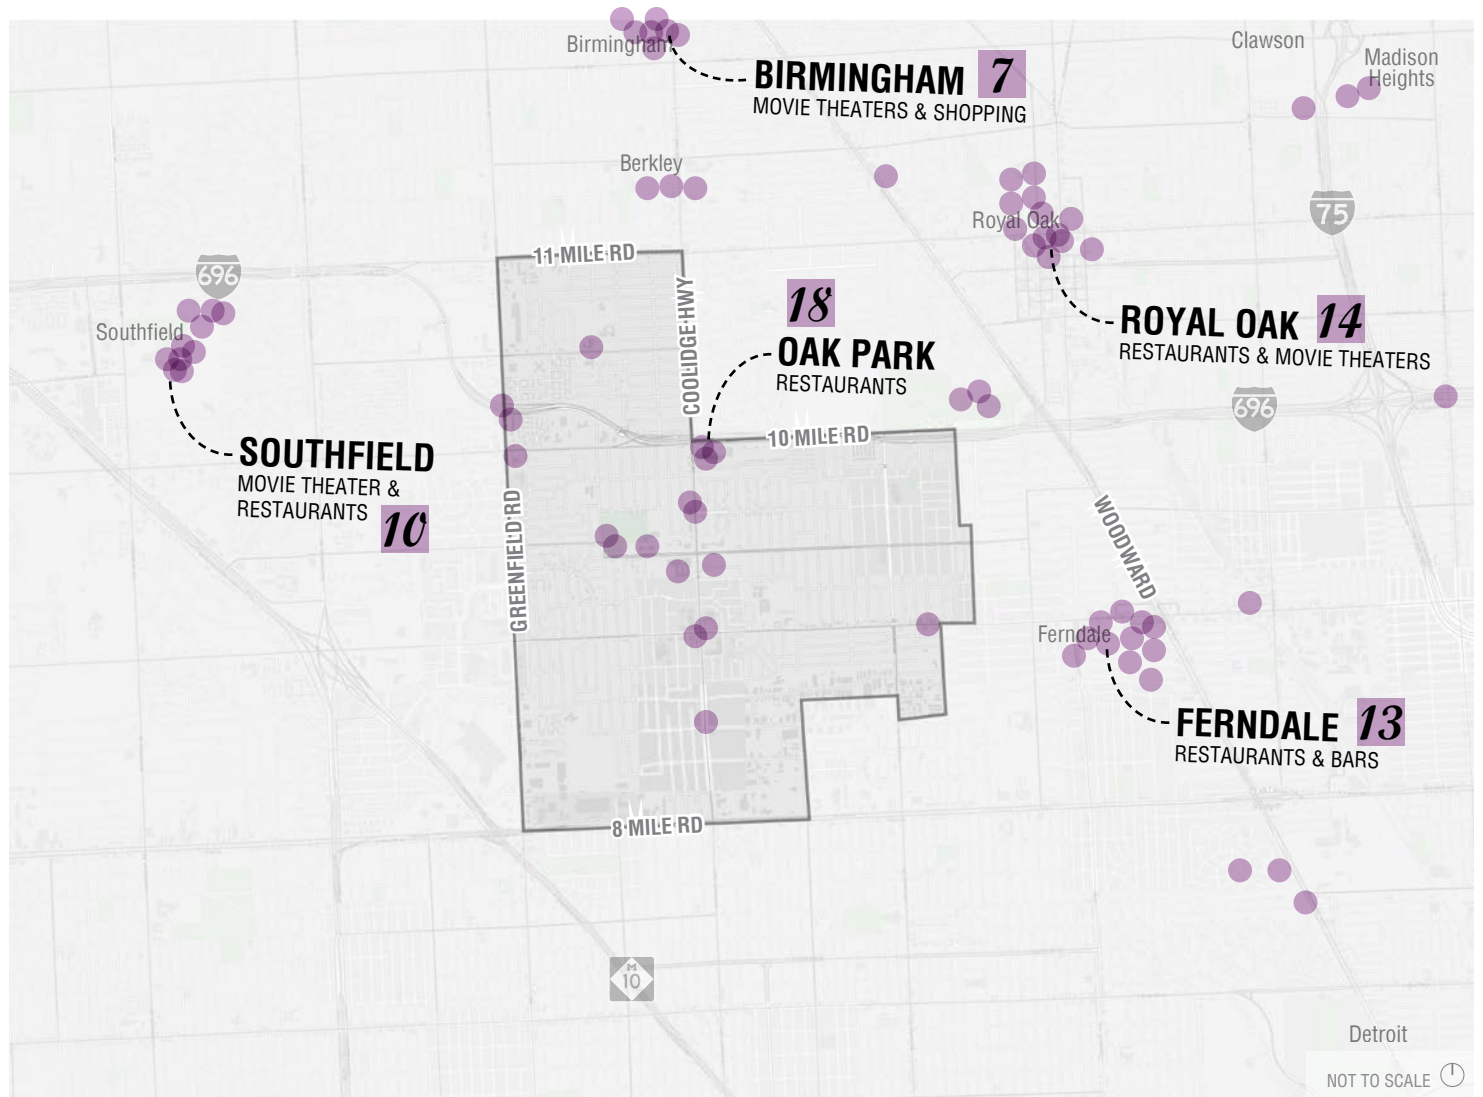 Clawson
Birmingham
Madison
Heights
BIRMINGHAM 7
MOVIE THEATERS & SHOPPING
Berkley
Royal Oak
75
11 MILE RD
696
COOLIDGE HWY
18
OAK PARK
RESTAURANTS
ROYAL OAK 14
RESTAURANTS & MOVIE THEATERS
Southfield
696
10 MILE RD
SOUTHFIELD
MOVIE THEATER &
RESTAURANTS 10
GREENFIELD RD
WOODWARD
Ferndale
FERNDALE 13
RESTAURANTS & BARS
8 MILE RD
M
10
Detroit
NOT TO SCALE